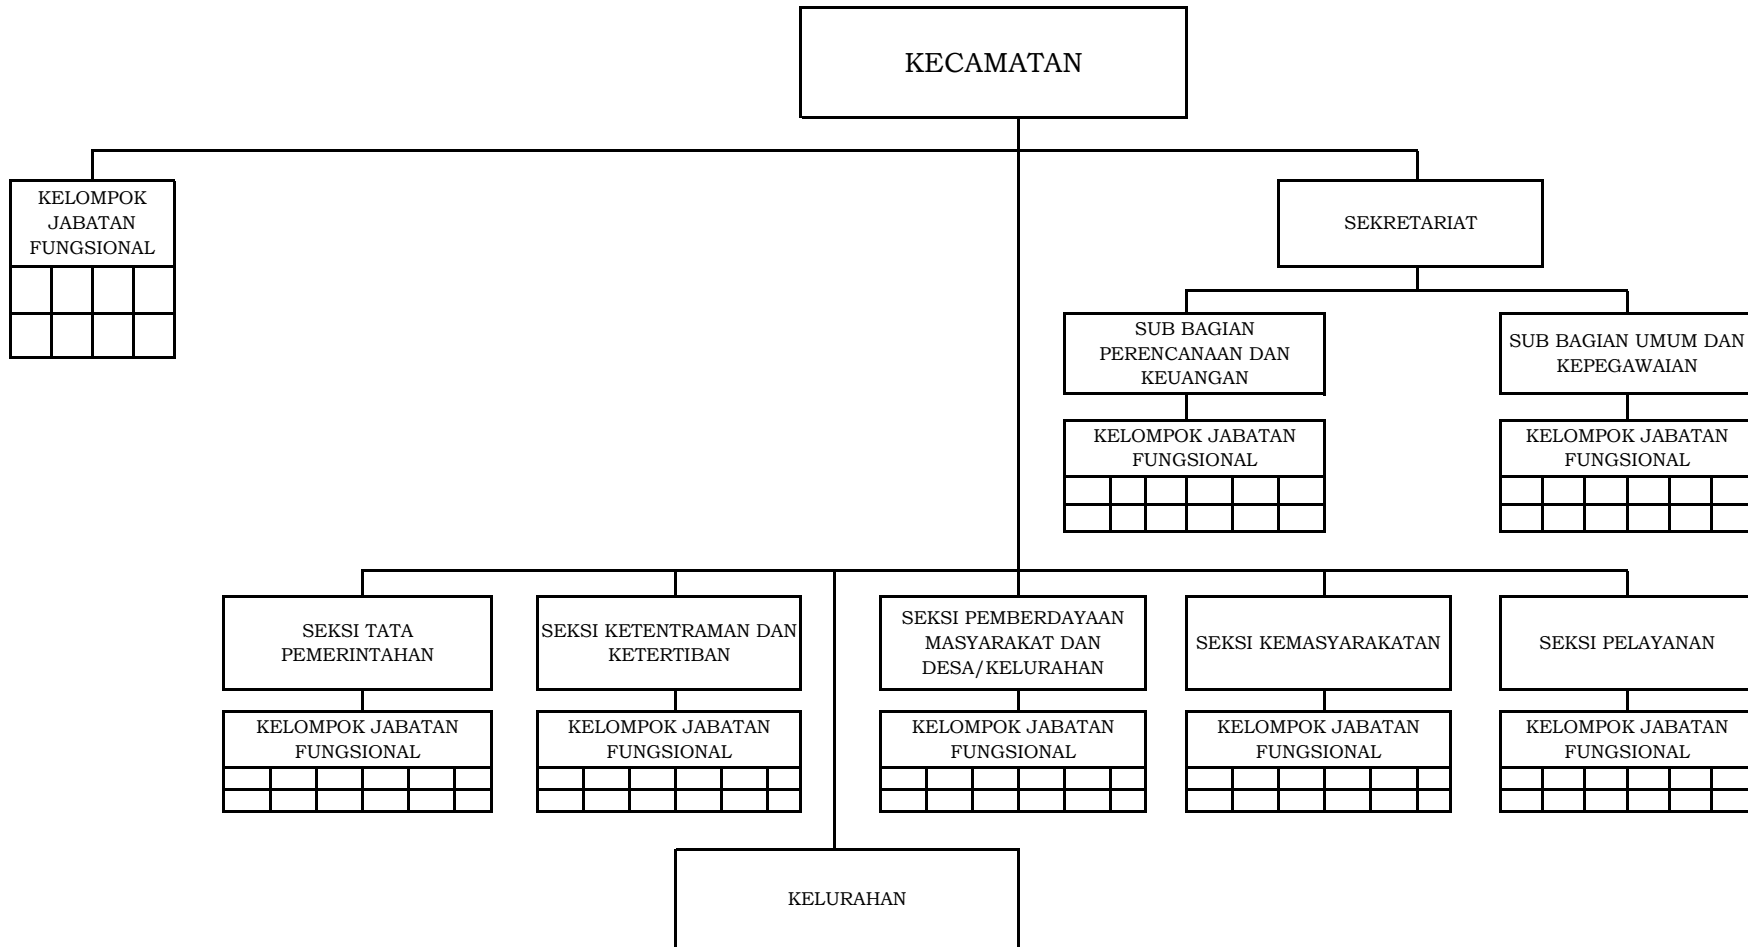 KECAMATAN
KELOMPOK
JABATAN
FUNGSIONAL
SEKRETARIAT
SUB BAGIAN
PERENCANAAN DAN
KEUANGAN
SUB BAGIAN UMUM DAN
KEPEGAWAIAN
KELOMPOK JABATAN
FUNGSIONAL
KELOMPOK JABATAN
FUNGSIONAL
SEKSI TATA
PEMERINTAHAN
SEKSI KETENTRAMAN DAN
KETERTIBAN
SEKSI PEMBERDAYAAN
MASYARAKAT DAN
DESA/KELURAHAN
SEKSI KEMASYARAKATAN
SEKSI PELAYANAN
KELOMPOK JABATAN
FUNGSIONAL
KELOMPOK JABATAN
FUNGSIONAL
KELOMPOK JABATAN
FUNGSIONAL
KELOMPOK JABATAN
FUNGSIONAL
KELOMPOK JABATAN
FUNGSIONAL
KELURAHAN